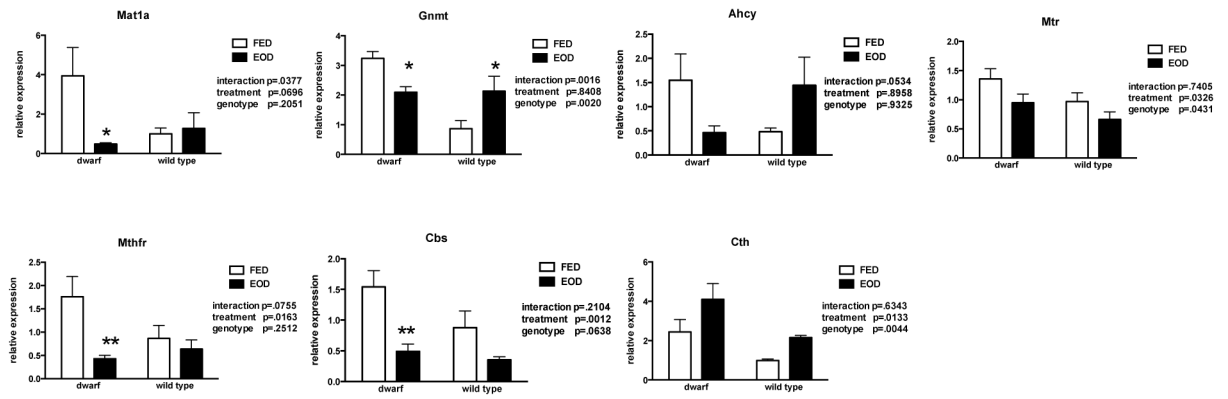 Mat1a
relative expression
6
4
2
0
dwarf
wild type
*
FED
EOD
interaction p=.0377
treatment p=.0696
genotype p=.2051
Gnmt
relative expression
4
3
2
1
0
dwarf
wild type
*
*
FED
EOD
interaction p=.0016
treatment p=.8408
genotype p=.0020
Ahcy
relative expression
2.5
2.0
1.5
1.0
0.5
0.0
dwarf
wild type
FED
EOD
interaction p=.0534
treatment p=.8958
genotype p=.9325
Mtr
relative expression
2.0
1.5
1.0
0.5
0.0
dwarf
wild type
FED
EOD
interaction p=.7405
treatment p=.0326
genotype p=.0431
Mthfr
relative expression
2.5
2.0
1.5
1.0
0.5
0.0
dwarf
wild type
**
FED
EOD
interaction p=.0755
treatment p=.0163
genotype p=.2512
Cbs
relative expression
2.0
1.5
1.0
0.5
0.0
dwarf
wild type
**
FED
EOD
interaction p=.2104
treatment p=.0012
genotype p=.0638
Cth
relative expression
6
4
2
0
dwarf
wild type
FED
EOD
interaction p=.6343
treatment p=.0133
genotype p=.0044